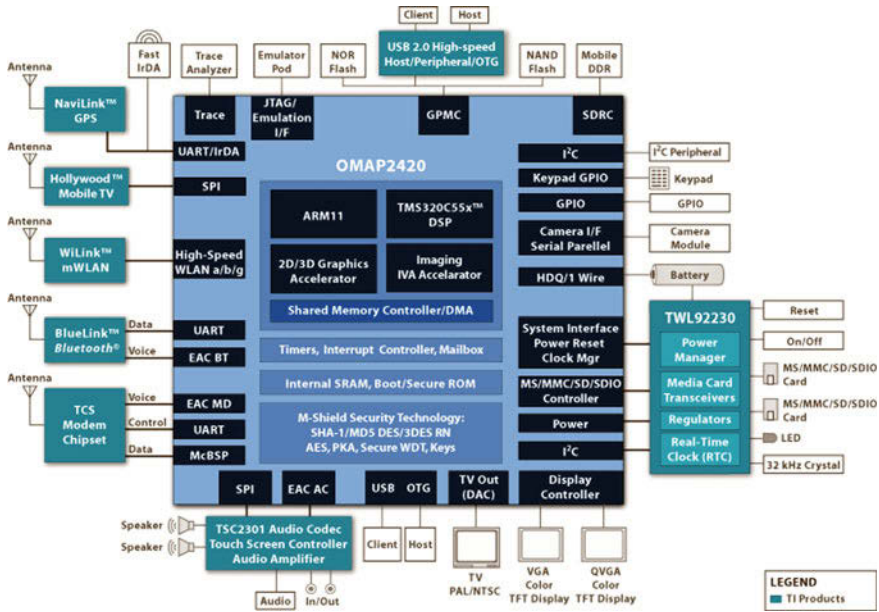 Client
Host
Fast
IrDA
Trace
Analyzer
Emulator
Pod
NOR
Flash
USB 2.0 High-speed
Host/Peripheral/OTG
NAND
Flash
Mobile
DDR
Antenna
NaviLink™
GPS
Antenna
Hollywood™
Mobile TV
Antenna
WiLink™
mWLAN
Antenna
BlueLink™
Bluetooth®
Data
Voice
Antenna
TCS
Modem
Chipset
Voice
Control
Data
Trace
JTAG/
Emulation
I/F
GPMC
SDRC
UART/IrDA
SPI
High-Speed
WLAN a/b/g
UART
EAC BT
EAC MD
UART
McBSP
OMAP2420
ARM11
TMS320C55x™
DSP
2D/3D Graphics
Accelerator
Imaging
IVA Accelarator
Shared Memory Controller/DMA
Timers, Interrupt Controller, Mailbox
Internal SRAM, Boot/Secure ROM
M-Shield Security Technology:
SHA-1/MD5 DES/3DES RN
AES, PKA, Secure WDT, Keys
I²C
Keypad GPIO
GPIO
Camera I/F
Serial Parellel
HDQ/1 Wire
System Interface
Power Reset
Clock Mgr
MS/MMC/SD/SDIO
Controller
Power
I²C
I²C Peripheral
Keypad
GPIO
Camera
Module
Battery
TWL92230
Power
Manager
Media Card
Transceivers
Regulators
Real-Time
Clock (RTC)
Reset
On/Off
MS/MMC/SD/SDIO
Card
MS/MMC/SD/SDIO
Card
LED
32 kHz Crystal
SPI
EAC AC
USB OTG
TV Out
(DAC)
Display
Controller
Speaker
Speaker
TSC2301 Audio Codec
Touch Screen Controller
Audio Amplifier
Audio
In/Out
Client
Host
TV
PAL/NTSC
VGA
Color
TFT Display
QVGA
Color
TFT Display
LEGEND
TI Products